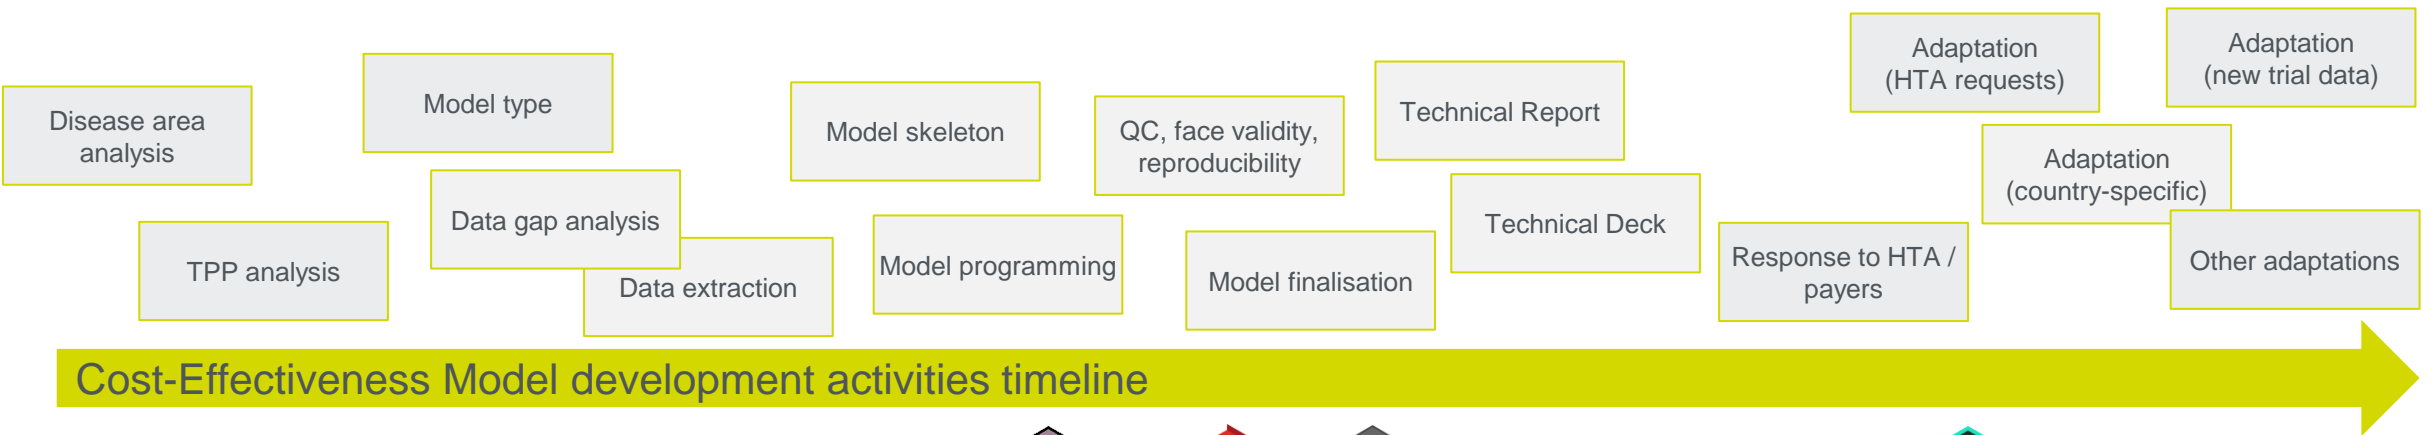 Disease area
analysis
TPP analysis
Model type
Data gap analysis
Data extraction
Model skeleton
Model programming
QC, face validity,
reproducibility
Model finalisation
Technical Report
Technical Deck
Response to HTA /
payers
Adaptation
(HTA requests)
Adaptation
(country-specific)
Adaptation
(new trial data)
Other adaptations
Cost-Effectiveness Model development activities timeline